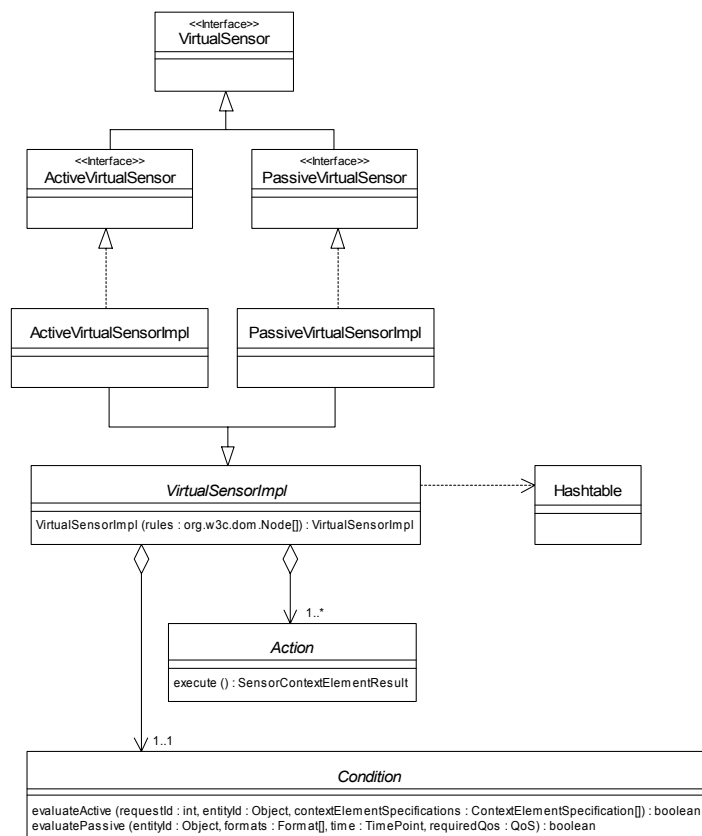 <<Interface>>
VirtualSensor
<<Interface>>
ActiveVirtualSensor
<<Interface>>
PassiveVirtualSensor
ActiveVirtualSensorImpl
PassiveVirtualSensorImpl
VirtualSensorImpl
VirtualSensorImpl (rules : org.w3c.dom.Node[]) : VirtualSensorImpl
Hashtable
1..*
Action
execute () : SensorContextElementResult
1..1
Condition
evaluateActive (requestId : int, entityId : Object, contextElementSpecifications : ContextElementSpecification[]) : boolean
evaluatePassive (entityId : Object, formats : Format[], time : TimePoint, requiredQos : QoS) : boolean